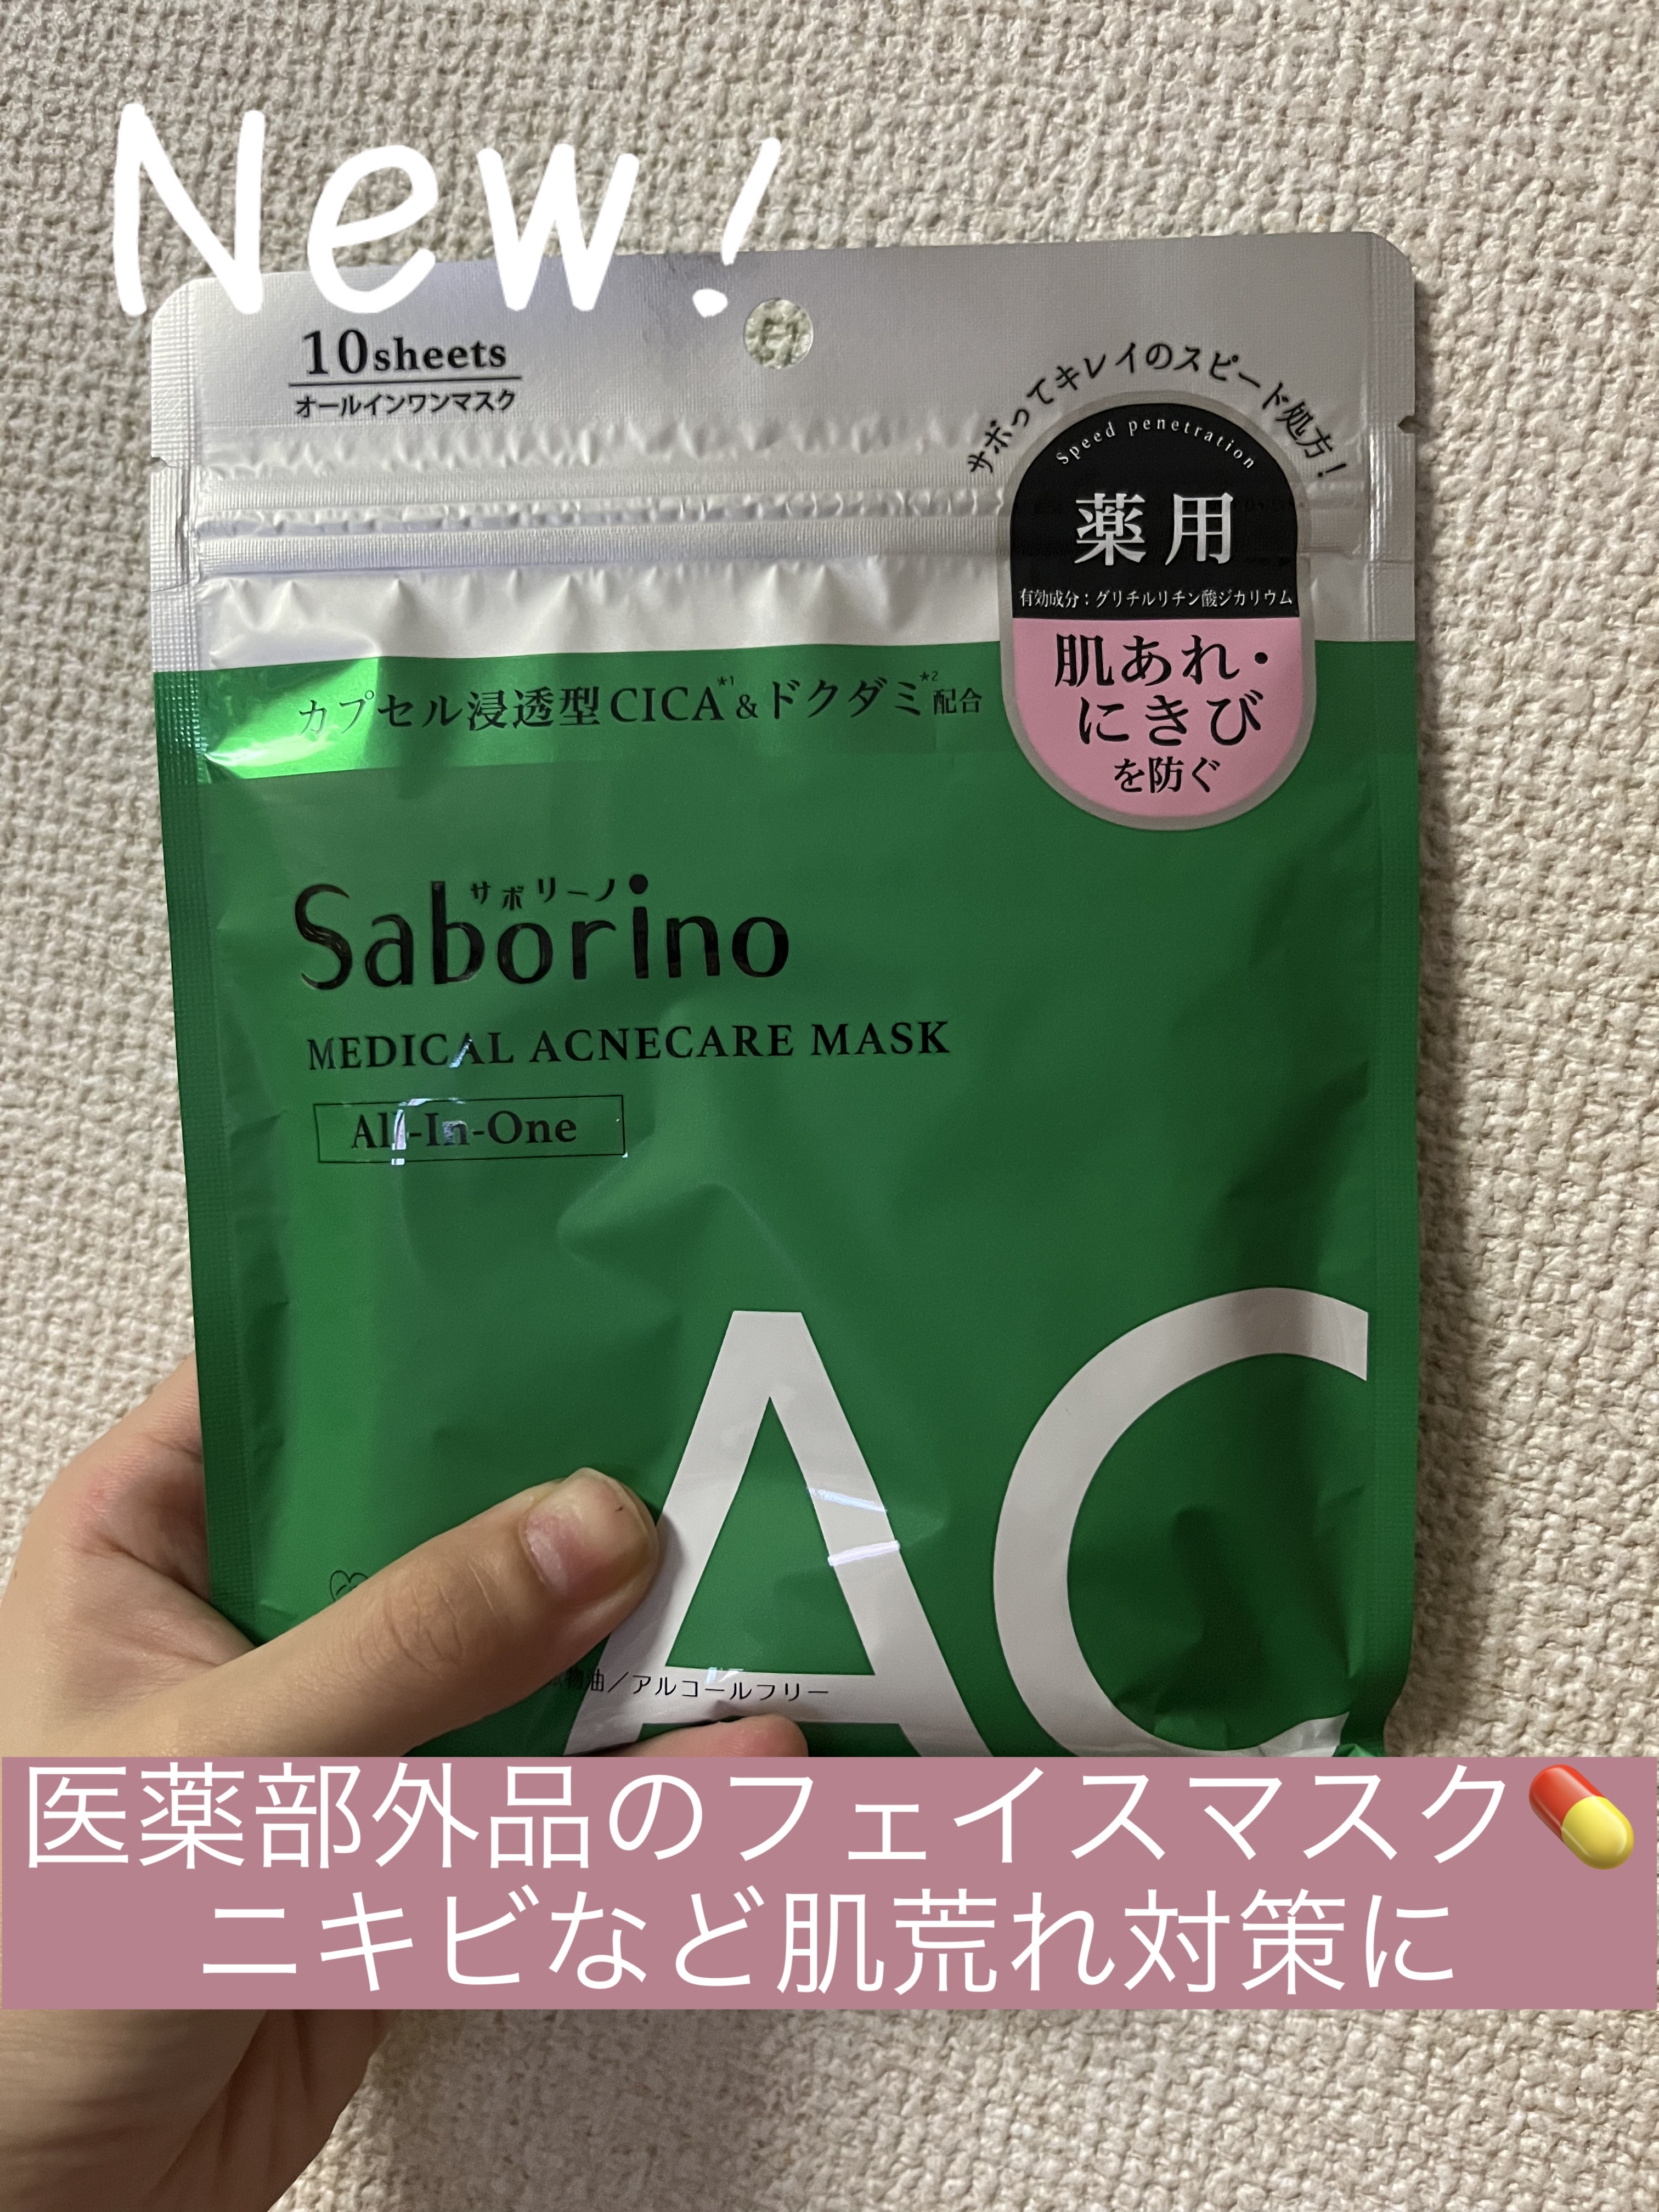 New!
10sheets
オールインワンマスク
サボってキレイのスピード処方!
Speed penetration
薬用
有効成分:グリチルリチン酸ジカリウム
肌あれ・
にきび
を防ぐ
カプセル浸透型CICA*1&ドクダミ*2配合
サボリーノ
Saborino
MEDICAL ACNECARE MASK
All-In-One
AC
物油/アルコールフリー
医薬部外品のフェイスマスク💊
ニキビなど肌荒れ対策に